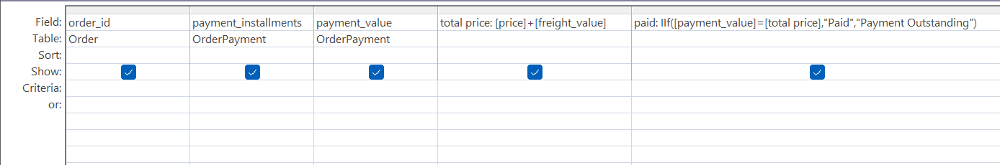 Field: order_id payment_installments payment_value total price: [price]+[freight_value] paid: IIf([payment_value]=[total price],"Paid","Payment Outstanding")
Table: Order OrderPayment OrderPayment
Sort:
Show:
Criteria:
or: